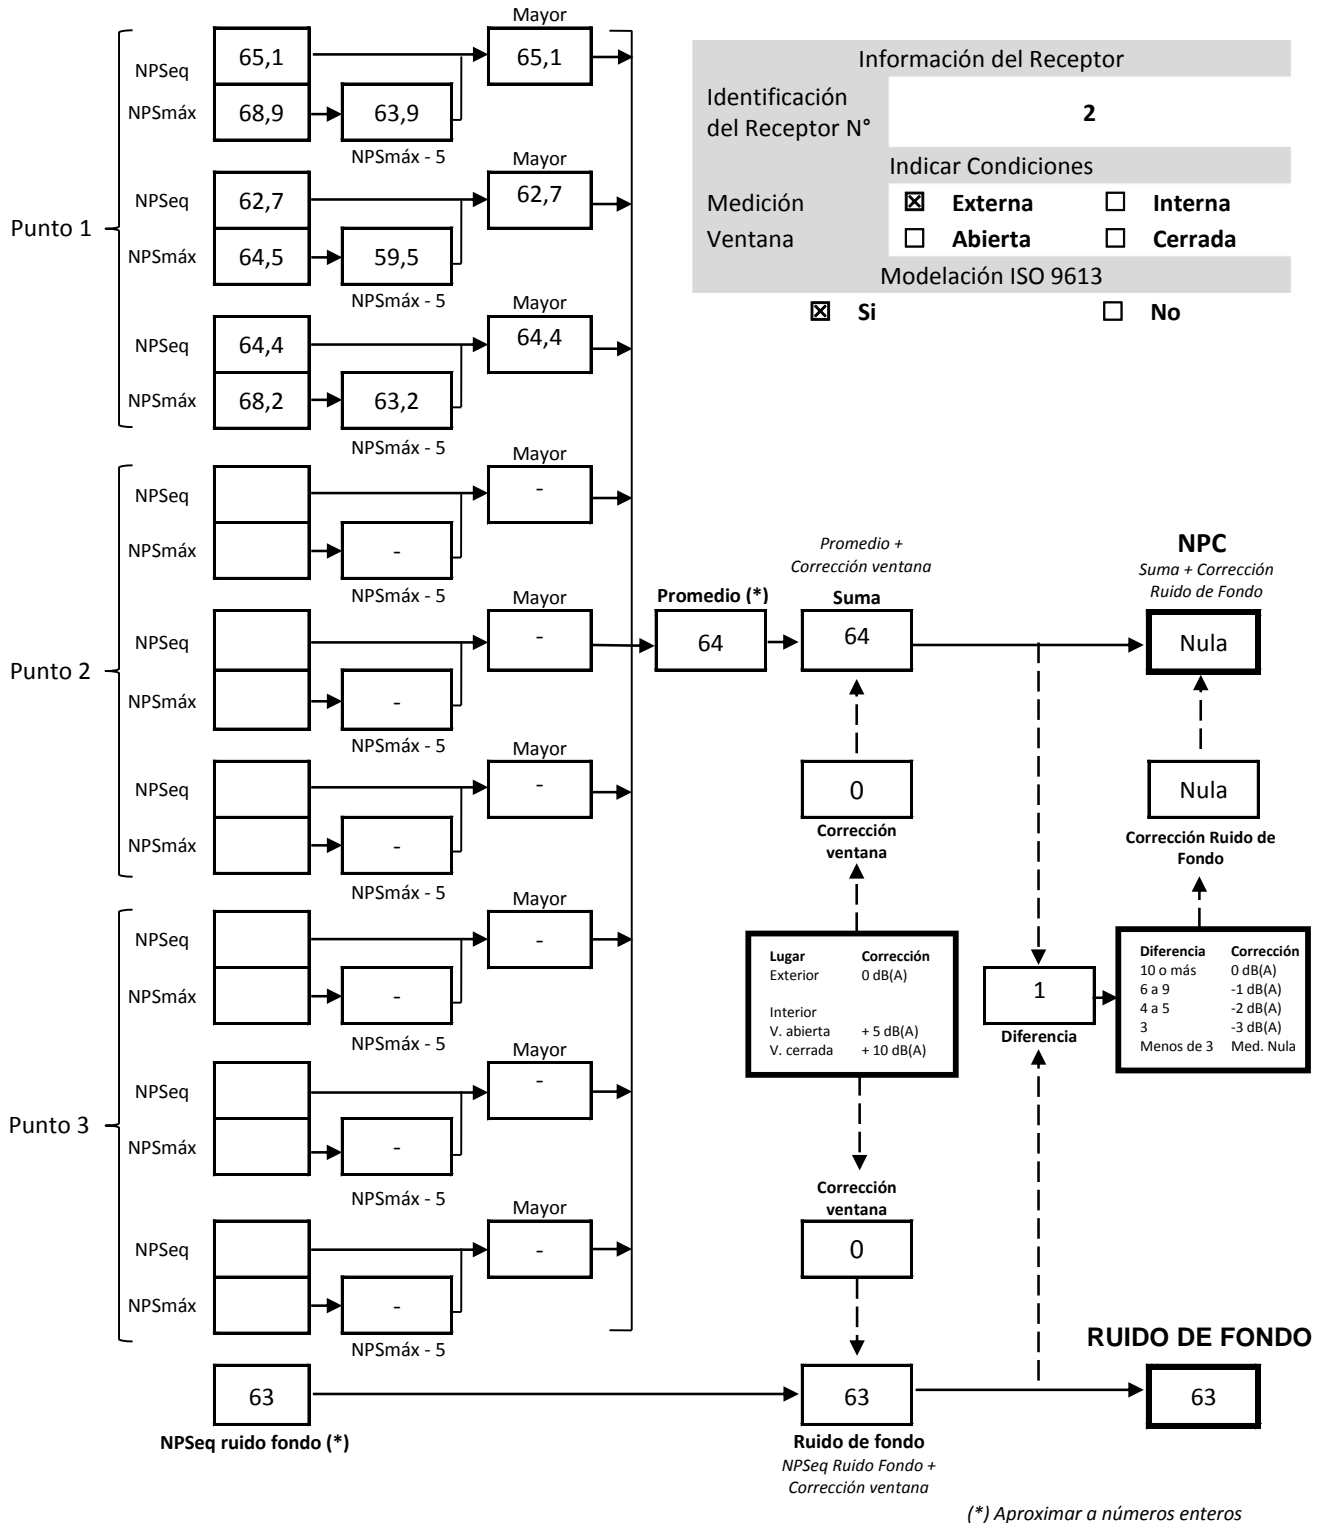 Mayor
NPSeq 65,1 65,1
NPSmáx 68,9 63,9
NPSmáx - 5
Mayor
NPSeq 62,7 62,7
Punto 1
NPSmáx 64,5 59,5
NPSmáx - 5
Mayor
NPSeq 64,4 64,4
NPSmáx 68,2 63,2
NPSmáx - 5
Información del Receptor
Identificación
del Receptor N° 2
Indicar Condiciones
Medición ☒ Externa ☐ Interna
Ventana ☐ Abierta ☐ Cerrada
Modelación ISO 9613
☒ Si ☐ No
Mayor
NPSeq -
NPSmáx -
NPSmáx - 5
Mayor
NPSeq -
Punto 2
NPSmáx -
NPSmáx - 5
Mayor
NPSeq -
NPSmáx -
NPSmáx - 5
Mayor
NPSeq -
NPSmáx -
NPSmáx - 5
Mayor
NPSeq -
Punto 3
NPSmáx -
NPSmáx - 5
Mayor
NPSeq -
NPSmáx -
NPSmáx - 5
63
NPSeq ruido fondo (*)
Promedio (*)
64
Promedio +
Corrección ventana
Suma
64
0
Corrección
ventana
Lugar Corrección
Exterior 0 dB(A)
Interior
V. abierta + 5 dB(A)
V. cerrada + 10 dB(A)
Corrección
ventana
0
63
Ruido de fondo
NPSeq Ruido Fondo +
Corrección ventana
1
Diferencia
NPC
Suma + Corrección
Ruido de Fondo
Nula
Nula
Corrección Ruido de
Fondo
Diferencia Corrección
10 o más 0 dB(A)
6 a 9 -1 dB(A)
4 a 5 -2 dB(A)
3 -3 dB(A)
Menos de 3 Med. Nula
RUIDO DE FONDO
63
(*) Aproximar a números enteros